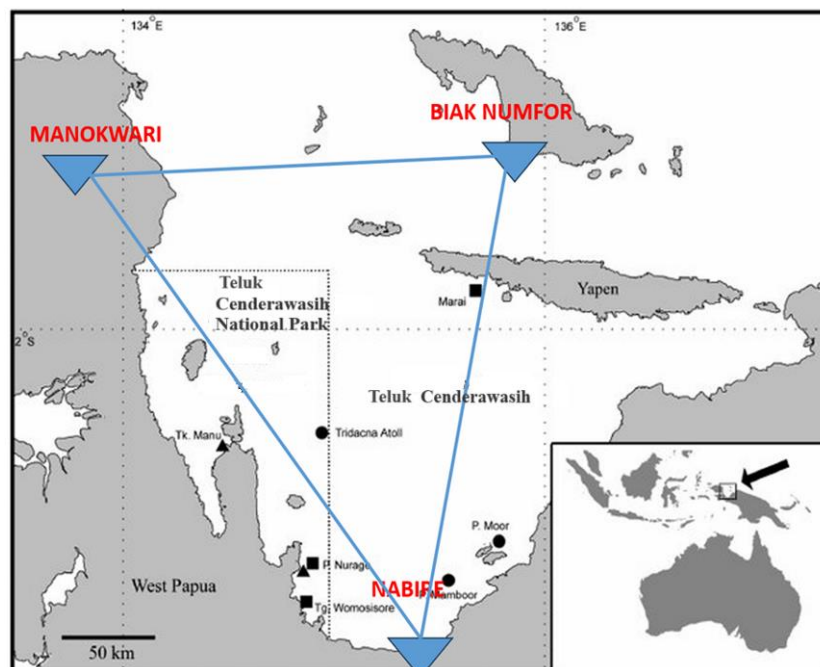 134°E
136°E
BIAK NUMFOR
MANOKWARI
Teluk
Cenderawasih
National Park
Marai
Yapen
2°S
Teluk Cenderawasih
Tk. Manu
Tridacna Atoll
P. Moor
P. Nurage
NABIRE
Mamboor
West Papua
Tg. Womosisore
50 km